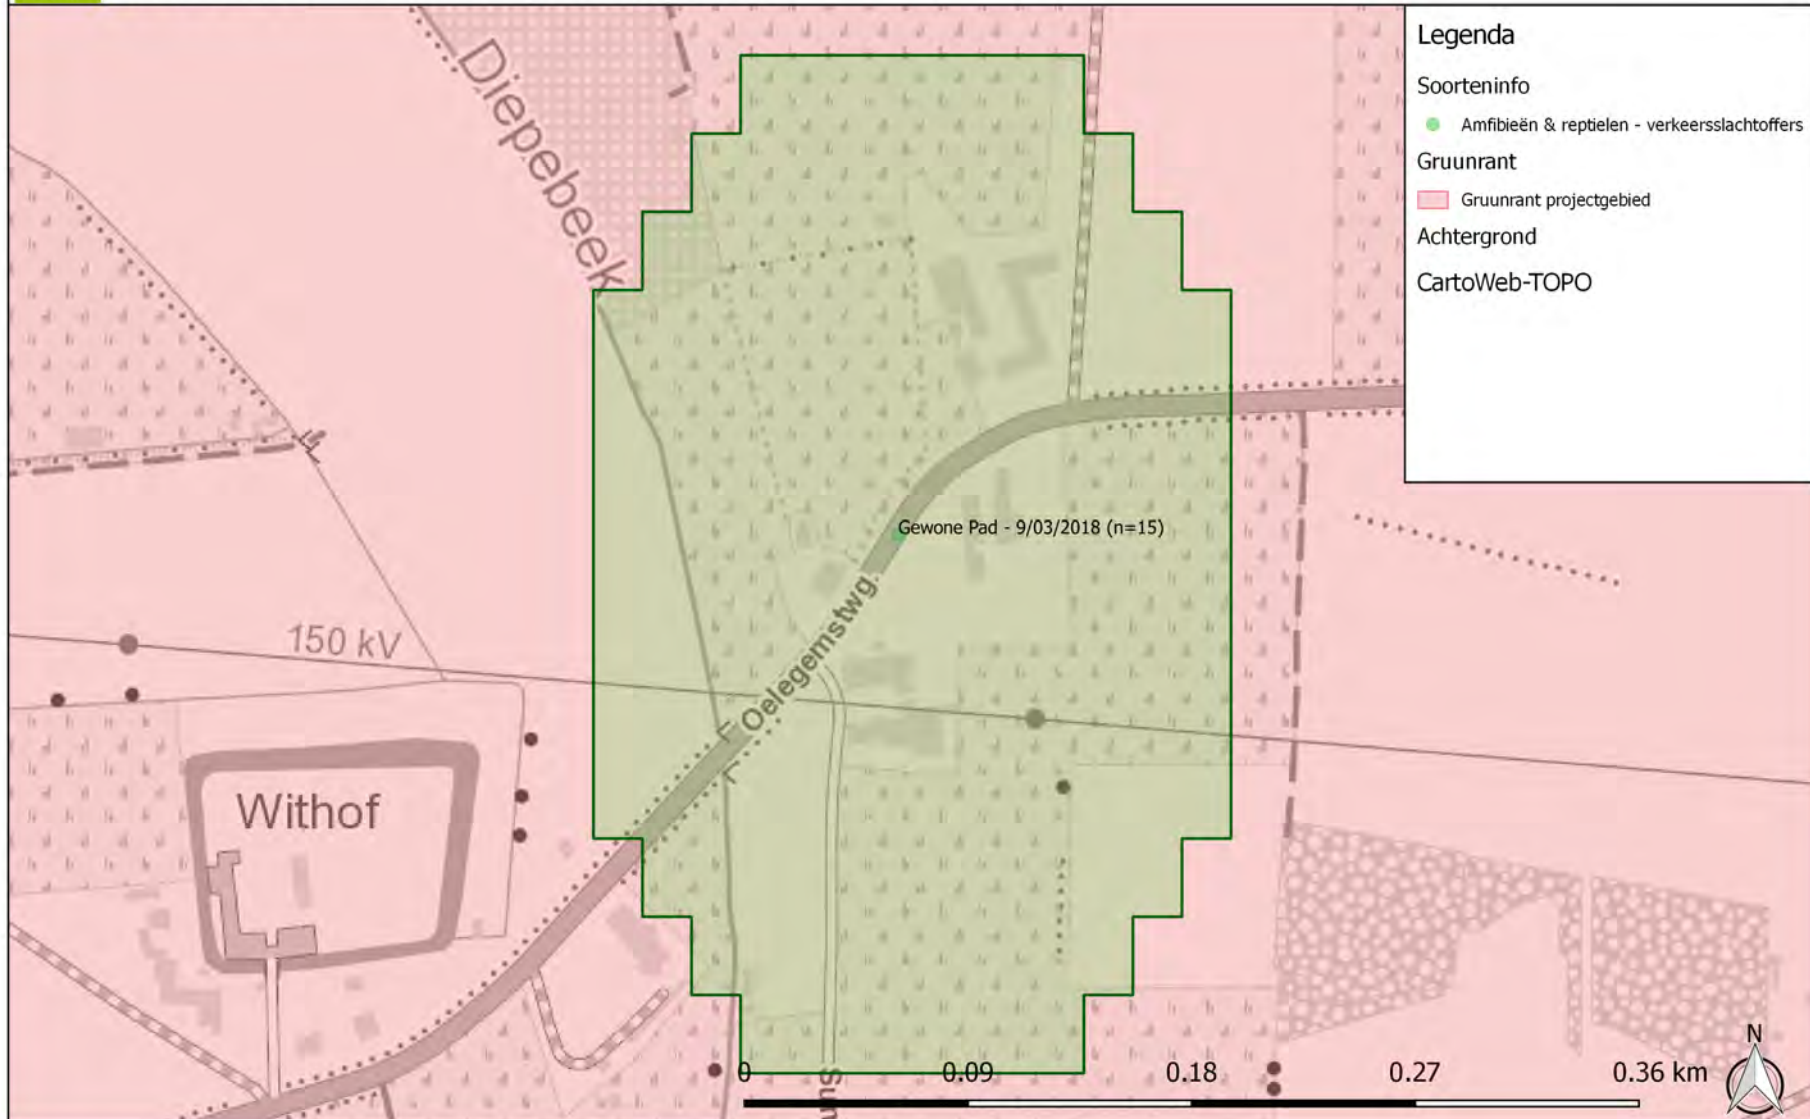 Legenda
Soorteninfo
Amfibieën & reptielen - verkeersslachtoffers
Gruunrant
Gruunrant projectgebied
Achtergrond
CartoWeb-TOPO
Diepebeek
Gewone Pad - 9/03/2018 (n=15)
Oelegemstwg.
150 kV
Withof
N
0 0.09 0.18 0.27 0.36 km